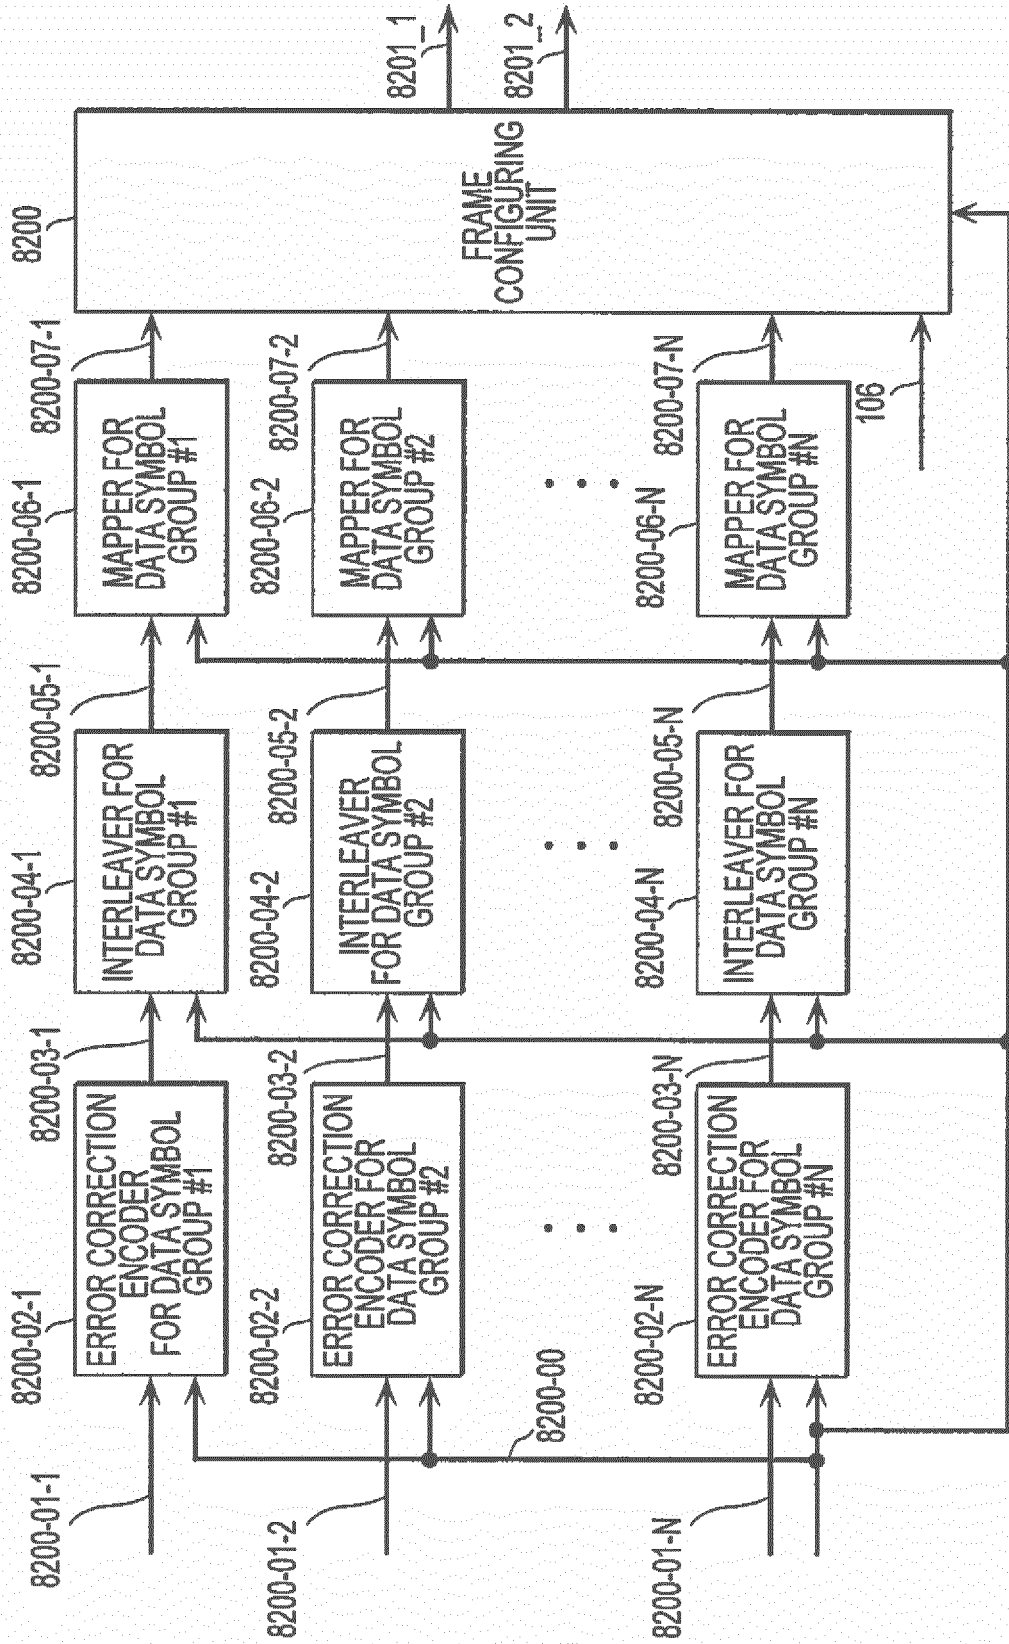 8200-01-1
8200-02-1
ERROR CORRECTION
ENCODER
FOR DATA SYMBOL
GROUP #1
8200-03-1
8200-04-1
INTERLEAVER FOR
DATA SYMBOL
GROUP #1
8200-05-1
8200-06-1
MAPPER FOR
DATA SYMBOL
GROUP #1
8200-07-1
8200
FRAME
CONFIGURING
UNIT
8201_1
8201_2
8200-01-2
8200-02-2
ERROR CORRECTION
ENCODER FOR
DATA SYMBOL
GROUP #2
8200-03-2
8200-04-2
INTERLEAVER
FOR DATA SYMBOL
GROUP #2
8200-05-2
8200-06-2
MAPPER FOR
DATA SYMBOL
GROUP #2
8200-07-2
8200-00
8200-01-N
8200-02-N
ERROR CORRECTION
ENCODER FOR
DATA SYMBOL
GROUP #N
8200-03-N
8200-04-N
INTERLEAVER FOR
DATA SYMBOL
GROUP #N
8200-05-N
8200-06-N
MAPPER FOR
DATA SYMBOL
GROUP #N
8200-07-N
106